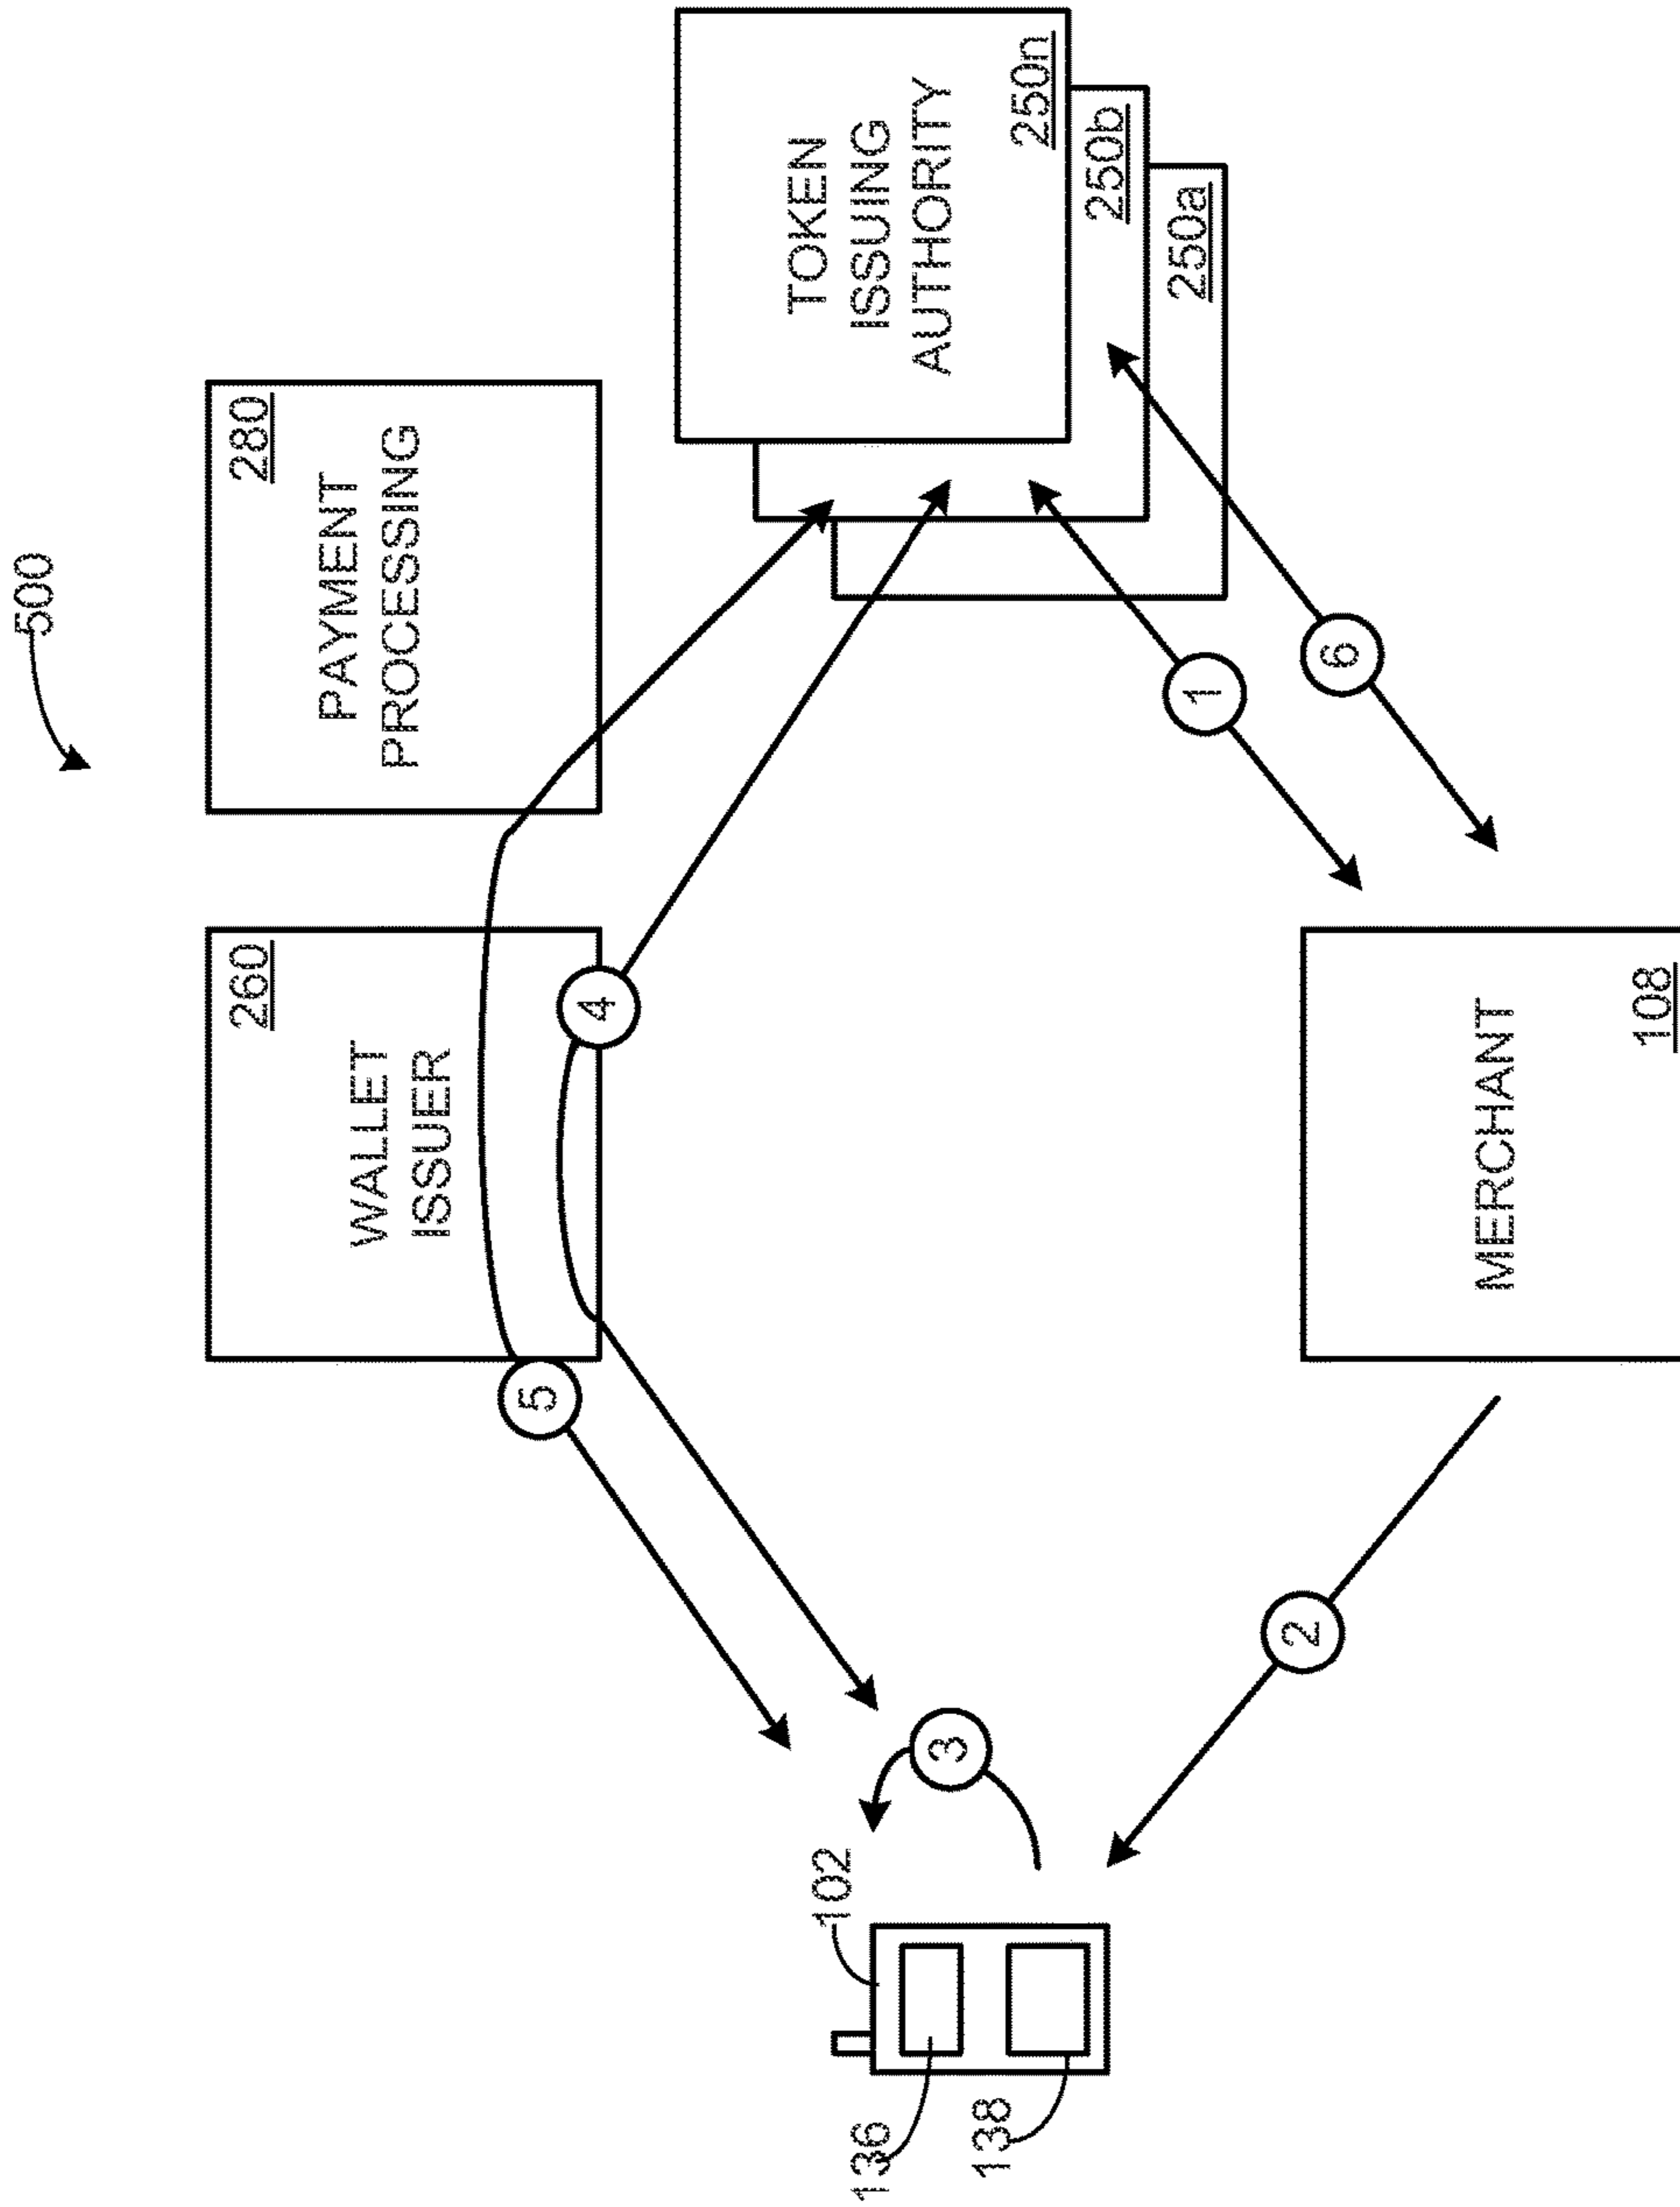 500
WALLET
ISSUER
260
PAYMENT
PROCESSING
280
5
4
102
136
138
3
TOKEN
ISSUING
AUTHORITY
250n
250b
250a
1
6
2
MERCHANT
108